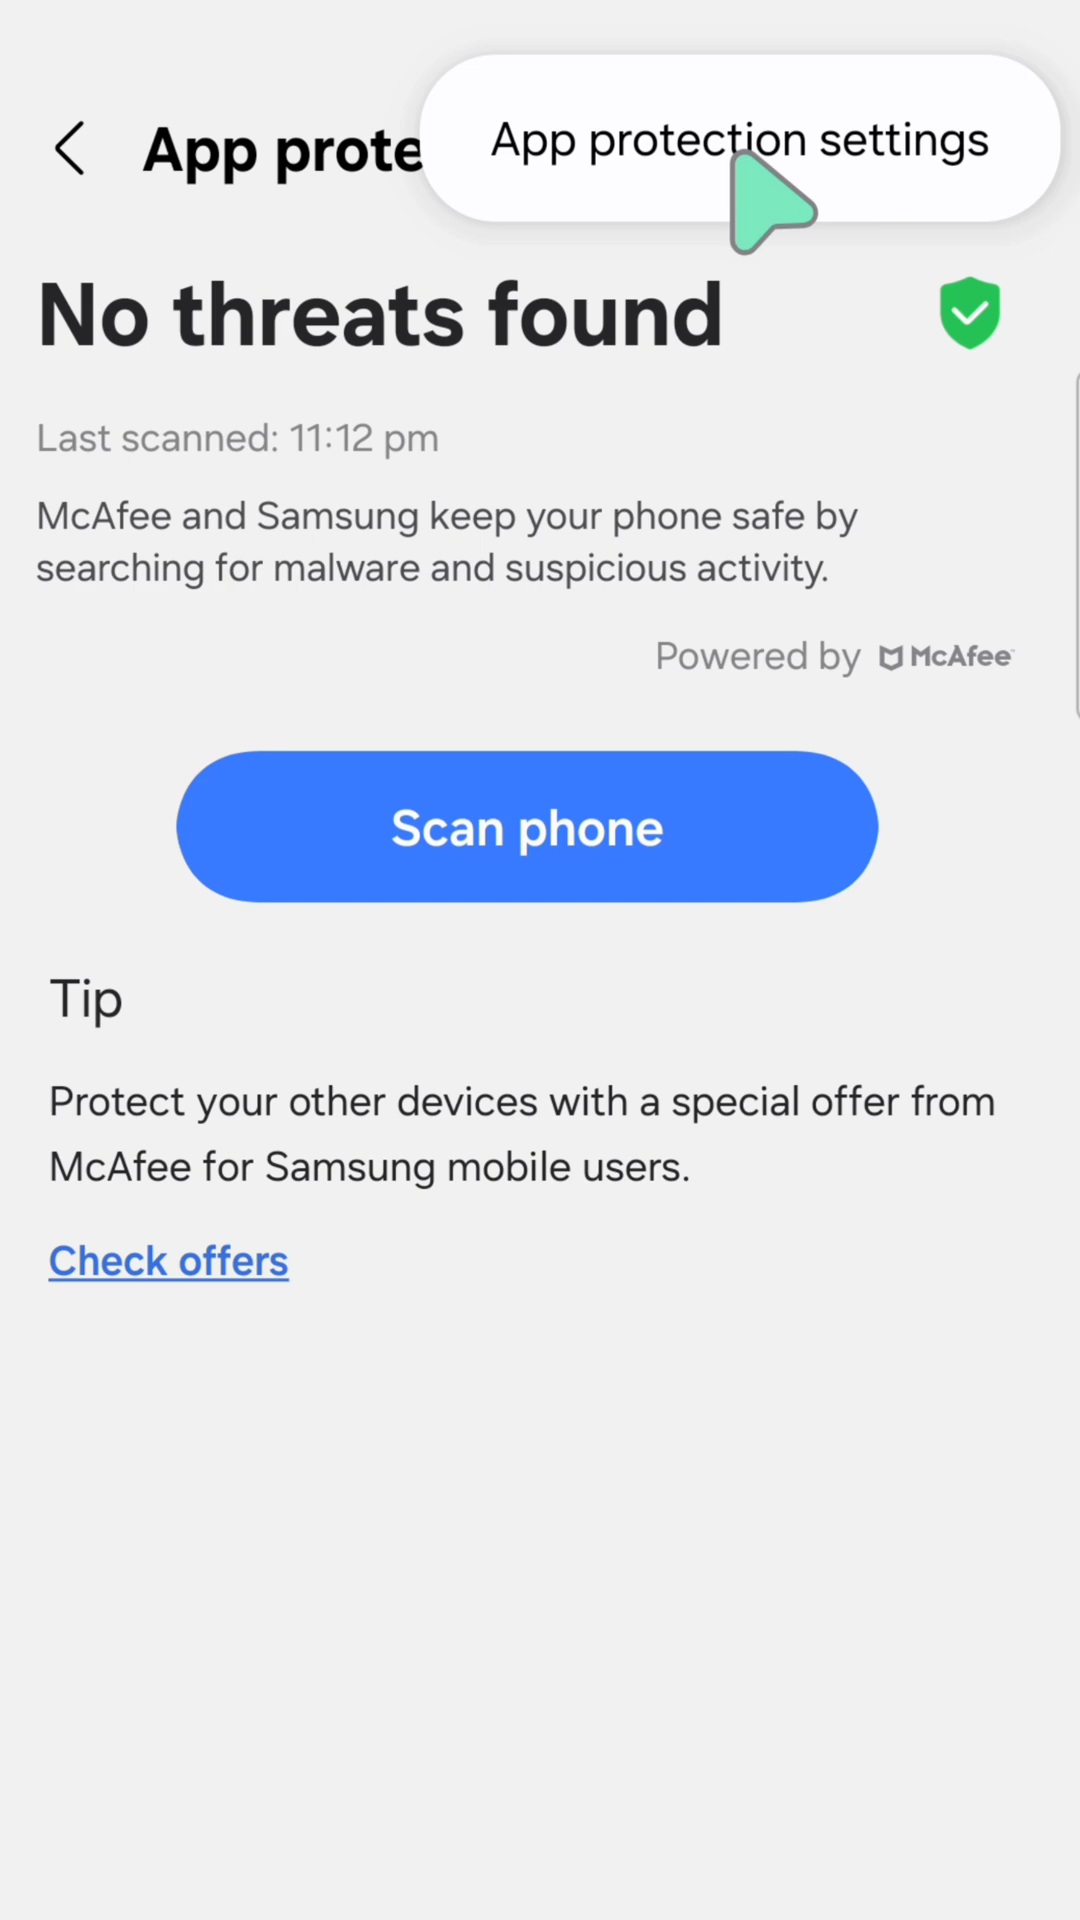 App prote
App protection settings
No threats found
Last scanned: 11:12 pm
McAfee and Samsung keep your phone safe by
searching for malware and suspicious activity.
Powered by McAfee
Scan phone
Tip
Protect your other devices with a special offer from
McAfee for Samsung mobile users.
Check offers